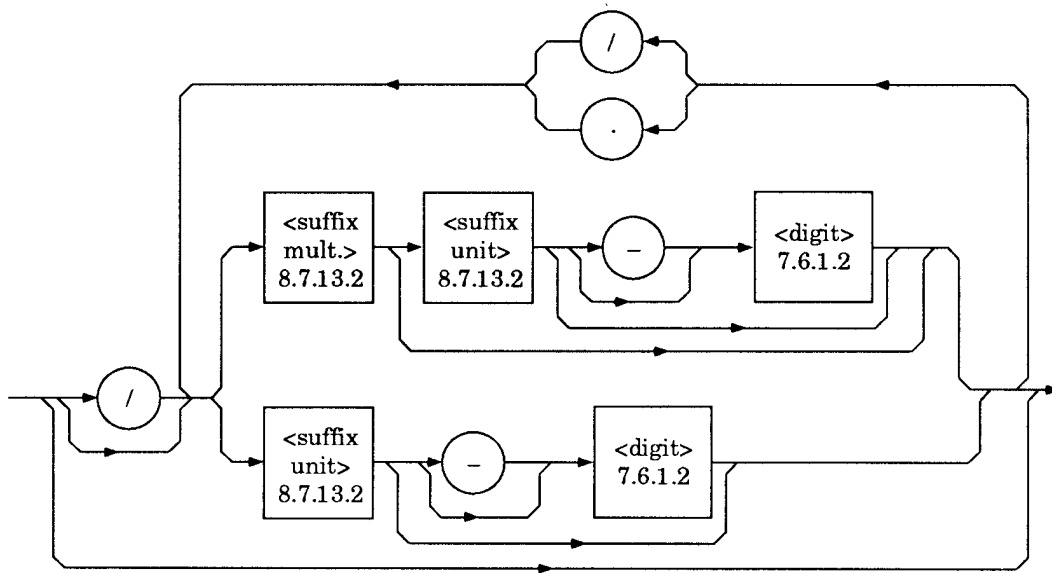 /
.
<suffix
mult.>
8.7.13.2
<suffix
unit>
8.7.13.2
–
<digit>
7.6.1.2
/
<suffix
unit>
8.7.13.2
–
<digit>
7.6.1.2